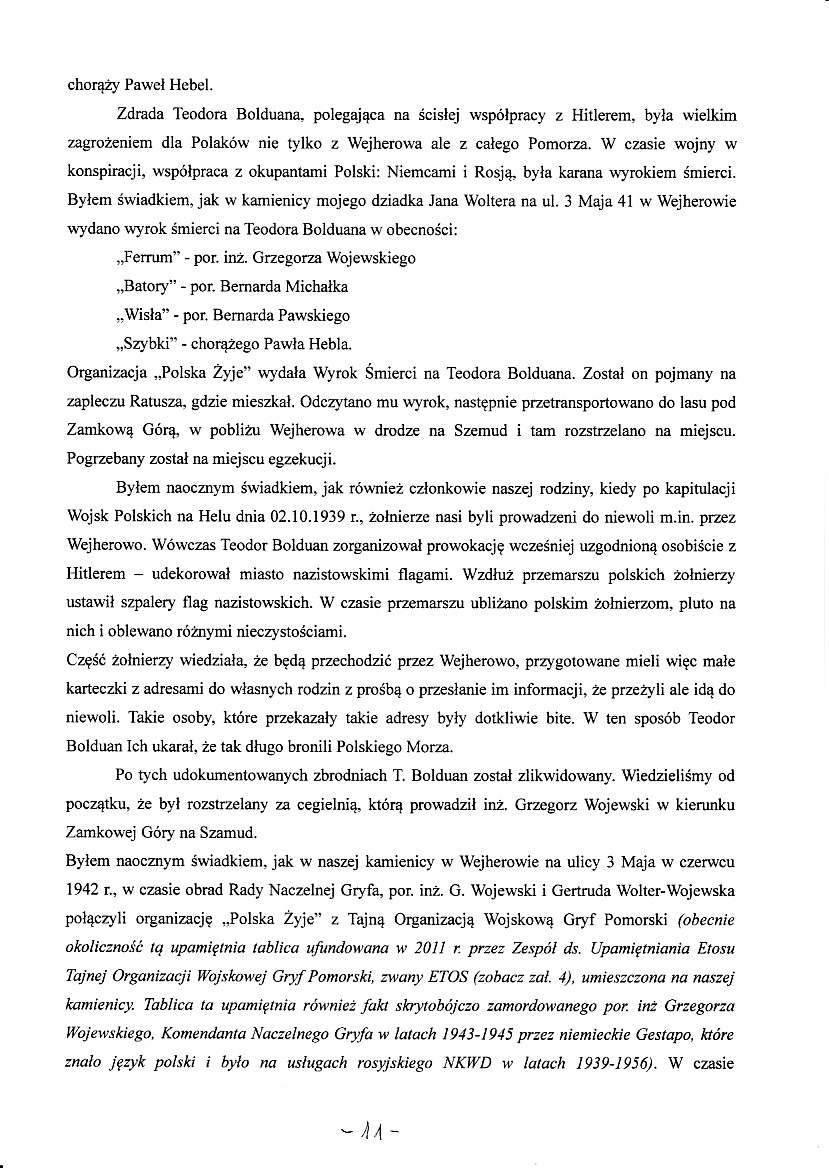 chorąży Paweł Hebel.
Zdrada Teodora Bolduana, polegająca na ścisłej współpracy z Hitlerem, była wielkim
zagrożeniem dla Polaków nie tylko z Wejherowa ale z całego Pomorza. W czasie wojny w
konspiracji, współpraca z okupantami Polski: Niemcami i Rosją, była karana wyrokiem śmierci.
Byłem świadkiem, jak w kamienicy mojego dziadka Jana Woltera na ul. 3 Maja 41 w Wejherowie
wydano wyrok śmierci na Teodora Bolduana w obecności:
„Ferrum” - por. inż. Grzegorza Wojewskiego
„Batory” - por. Bernarda Michałka
„Wisła” - por. Bernarda Pawskiego
„Szybki” - chorążego Pawła Hebla.
Organizacja „Polska Żyje” wydała Wyrok Śmierci na Teodora Bolduana. Został on pojmany na
zapleczu Ratusza, gdzie mieszkał. Odczytano mu wyrok, następnie przetransportowano do lasu pod
Zamkową Górą, w pobliżu Wejherowa w drodze na Szemud i tam rozstrzelano na miejscu.
Pogrzebany został na miejscu egzekucji.
Byłem naocznym świadkiem, jak również członkowie naszej rodziny, kiedy po kapitulacji
Wojsk Polskich na Helu dnia 02.10.1939 r., żołnierze nasi byli prowadzeni do niewoli m.in. przez
Wejherowo. Wówczas Teodor Bolduan zorganizował prowokację wcześniej uzgodnioną osobiście z
Hitlerem – udekorował miasto nazistowskimi flagami. Wzdłuż przemarszu polskich żołnierzy
ustawił szpalery flag nazistowskich. W czasie przemarszu ubliżano polskim żołnierzom, pluto na
nich i oblewano różnymi nieczystościami.
Część żołnierzy wiedziała, że będą przechodzić przez Wejherowo, przygotowane mieli więc małe
karteczki z adresami do własnych rodzin z prośbą o przesłanie im informacji, że przeżyli ale idą do
niewoli. Takie osoby, które przekazały takie adresy były dotkliwie bite. W ten sposób Teodor
Bolduan Ich ukarał, że tak długo bronili Polskiego Morza.
Po tych udokumentowanych zbrodniach T. Bolduan został zlikwidowany. Wiedzieliśmy od
początku, że był rozstrzelany za cegielnią, którą prowadził inż. Grzegorz Wojewski w kierunku
Zamkowej Góry na Szamud.
Byłem naocznym świadkiem, jak w naszej kamienicy w Wejherowie na ulicy 3 Maja w czerwcu
1942 r., w czasie obrad Rady Naczelnej Gryfa, por. inż. G. Wojewski i Gertruda Wolter-Wojewska
połączyli organizację „Polska Żyje” z Tajną Organizacją Wojskową Gryf Pomorski (obecnie
okoliczność tą upamiętnia tablica ufundowana w 2011 r. przez Zespół ds. Upamiętniania Etosu
Tajnej Organizacji Wojskowej Gryf Pomorski, zwany ETOS (zobacz zał. 4), umieszczona na naszej
kamienicy. Tablica ta upamiętnia również fakt skrytobójczo zamordowanego por. inż Grzegorza
Wojewskiego, Komendanta Naczelnego Gryfa w latach 1943-1945 przez niemieckie Gestapo, które
znało język polski i było na usługach rosyjskiego NKWD w latach 1939-1956). W czasie
- 11 -